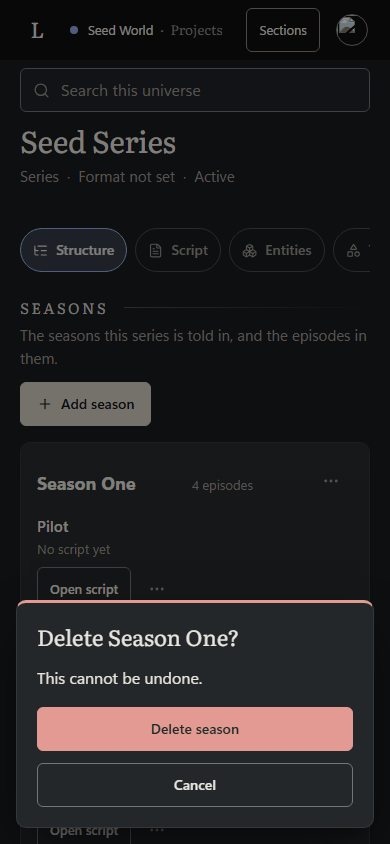 L
Seed World · Projects
Sections
Search this universe
Seed Series
Series · Format not set · Active
Structure
Script
Entities
SEASONS
The seasons this series is told in, and the episodes in
them.
+ Add season
Season One
4 episodes
...
Pilot
No script yet
Open script
...
Delete Season One?
This cannot be undone.
Delete season
Cancel
Open script
...